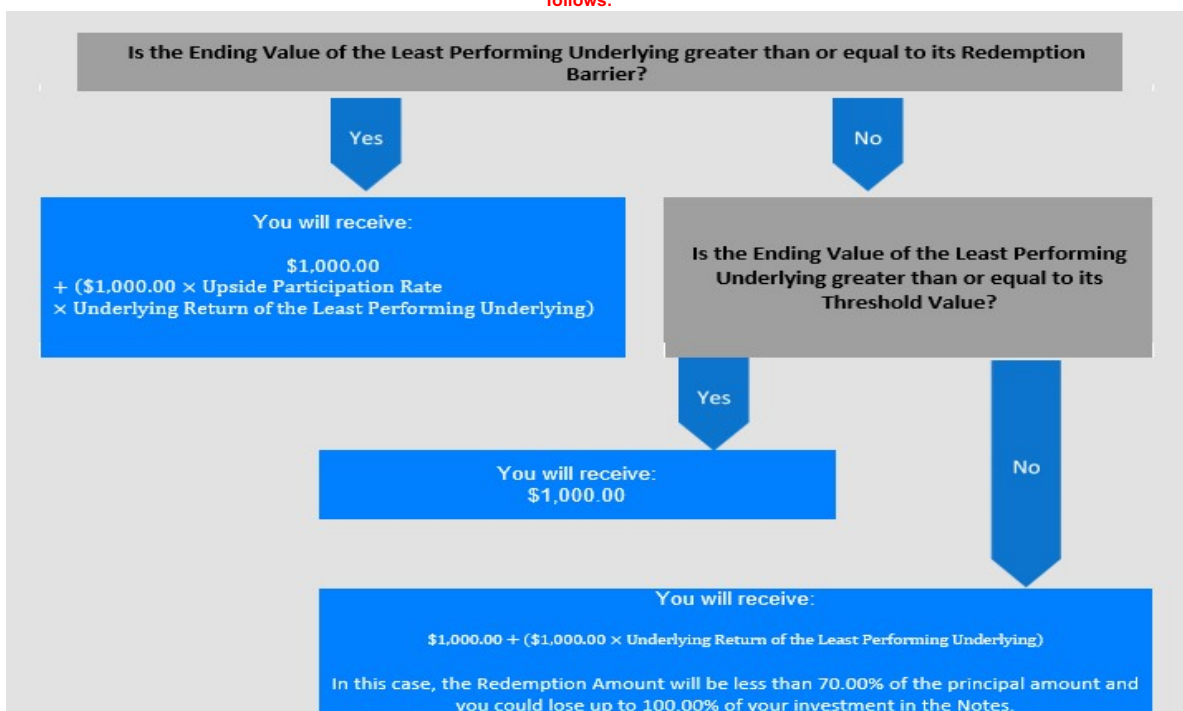 follows:
Is the Ending Value of the Least Performing Underlying greater than or equal to its Redemption
Barrier?
Yes
No
You will receive:
$1,000.00
+ ($1,000.00 × Upside Participation Rate
× Underlying Return of the Least Performing Underlying)
Is the Ending Value of the Least Performing
Underlying greater than or equal to its
Threshold Value?
Yes
No
You will receive:
$1,000.00
You will receive:
$1,000.00 + ($1,000.00 × Underlying Return of the Least Performing Underlying)
In this case, the Redemption Amount will be less than 70.00% of the principal amount and
you could lose up to 100.00% of your investment in the Notes.